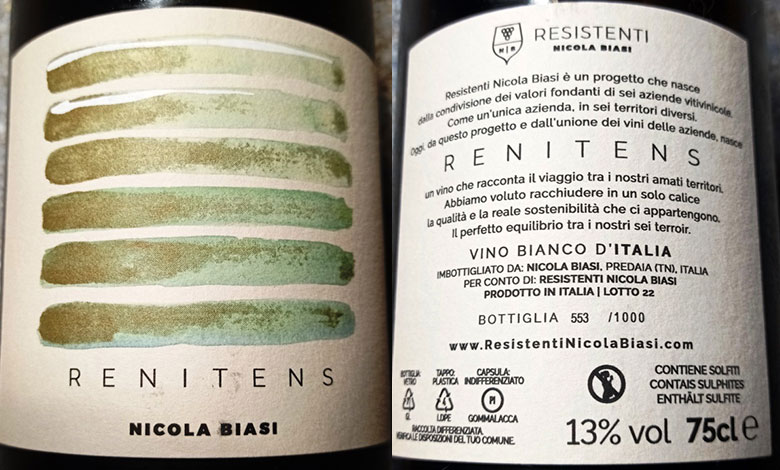 RENITENS
NICOLA BIASI
N|B
RESISTENTI
NICOLA BIASI
Resistenti Nicola Biasi è un progetto che nasce
dalla condivisione dei valori fondanti di sei aziende vitivinicole.
Come un'unica azienda, in sei territori diversi.
Oggi, da questo progetto e dall'unione dei vini delle aziende, nasce
RENITENS
un vino che racconta il viaggio tra i nostri amati territori.
Abbiamo voluto racchiudere in un solo calice
la qualità e la reale sostenibilità che ci appartengono.
Il perfetto equilibrio tra i nostri sei terroir.
VINO BIANCO D'ITALIA
IMBOTTIGLIATO DA: NICOLA BIASI, PREDAIA (TN), ITALIA
PER CONTO DI: RESISTENTI NICOLA BIASI
PRODOTTO IN ITALIA | LOTTO 22
BOTTIGLIA 553 /1000
www.ResistentiNicolaBiasi.com
BOTTIGLIA: TAPPO: CAPSULA:
VETRO PLASTICA INDIFFERENZIATO
GL LDPE GOMMALACCA
RACCOLTA DIFFERENZIATA.
VERIFICA LE DISPOSIZIONI DEL TUO COMUNE.
CONTIENE SOLFITI
CONTAIS SULPHITES
ENTHÄLT SULFITE
13% vol 75cl e